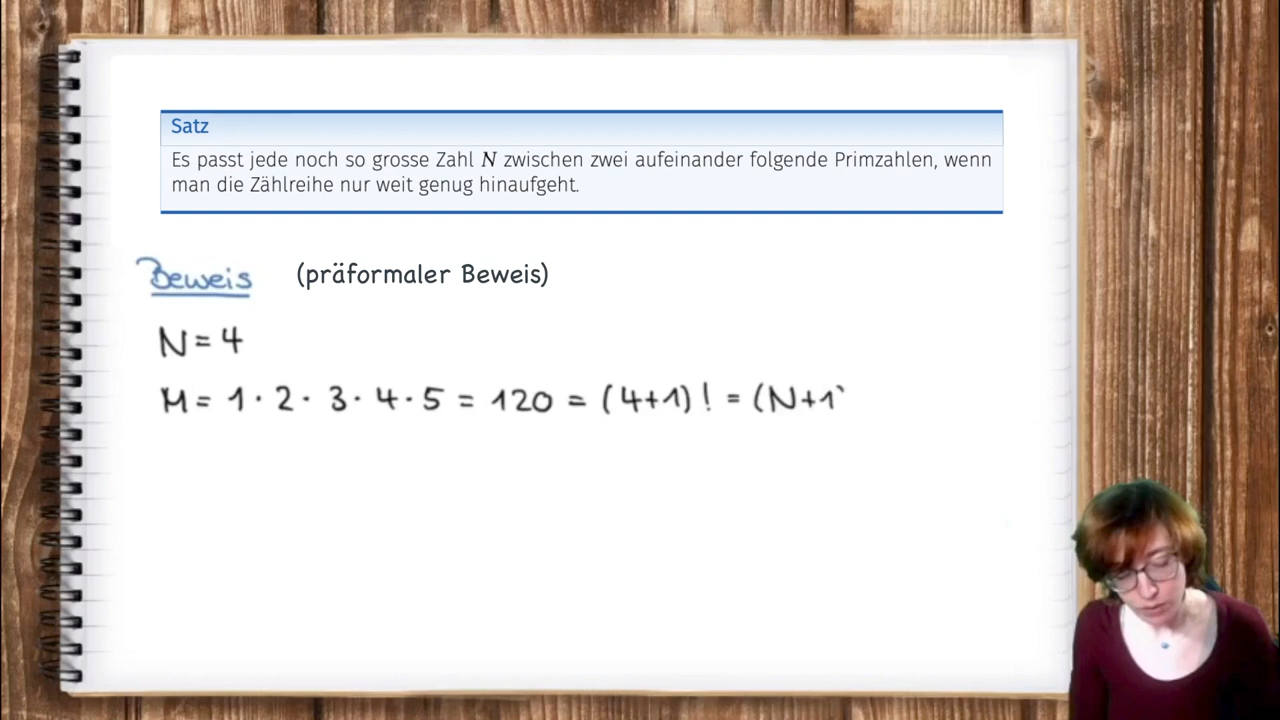 Satz
Es passt jede noch so grosse Zahl N zwischen zwei aufeinander folgende Primzahlen, wenn
man die Zählreihe nur weit genug hinaufgeht.
Beweis (präformaler Beweis)
N = 4
M = 1 · 2 · 3 · 4 · 5 = 120 = (4+1)! = (N+1)